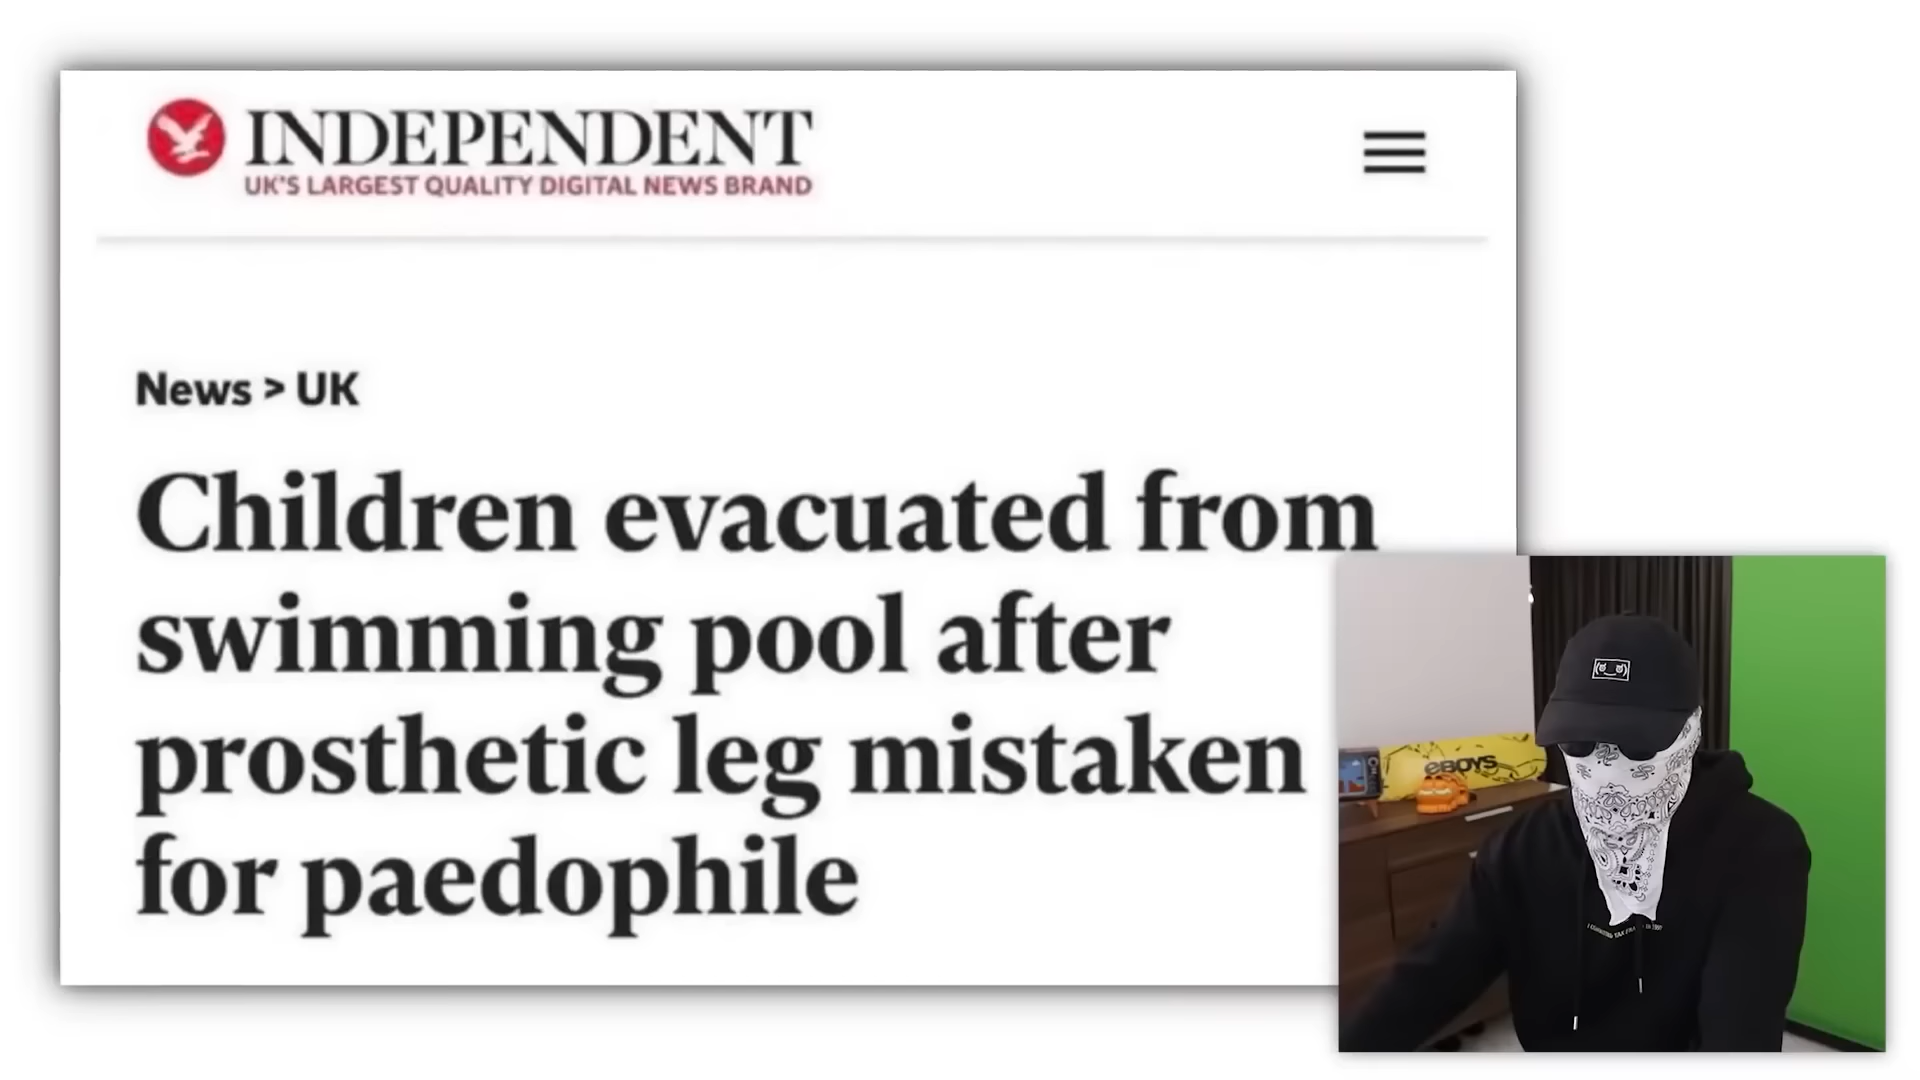 INDEPENDENT
UK'S LARGEST QUALITY DIGITAL NEWS BRAND
News > UK
Children evacuated from
swimming pool after
prosthetic leg mistaken
for paedophile
eBOYS